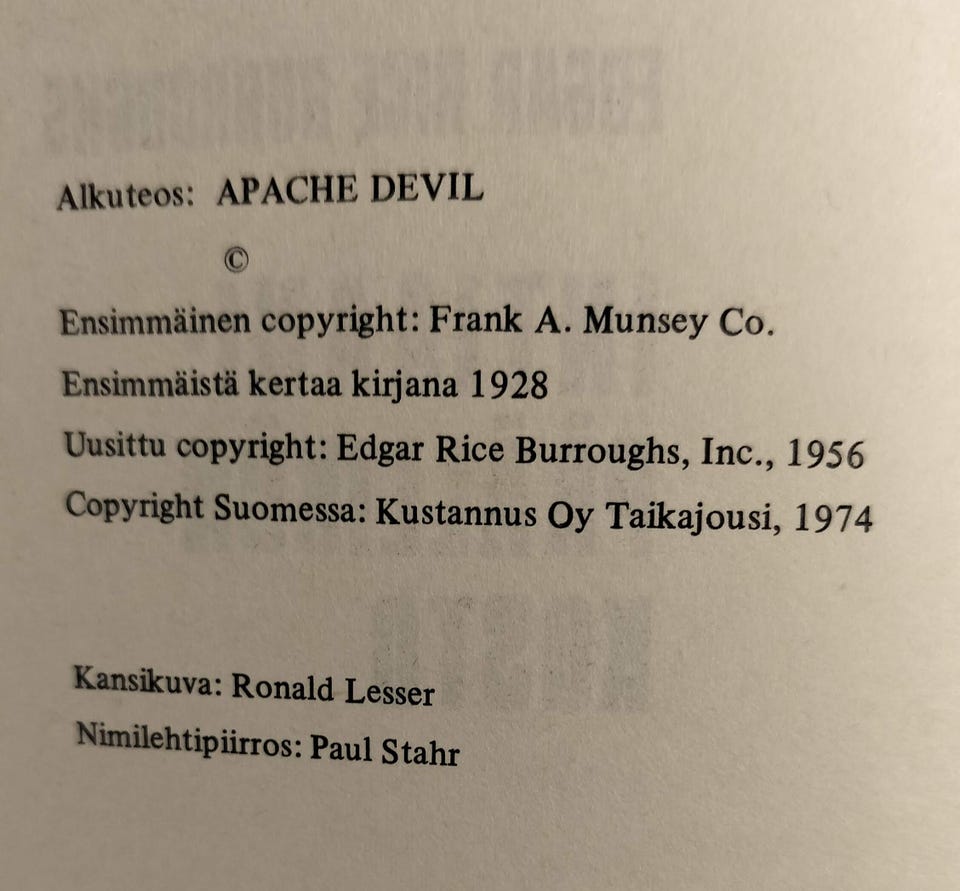 Alkuteos: APACHE DEVIL
©
Ensimmäinen copyright: Frank A. Munsey Co.
Ensimmäistä kertaa kirjana 1928
Uusittu copyright: Edgar Rice Burroughs, Inc., 1956
Copyright Suomessa: Kustannus Oy Taikajousi, 1974
Kansikuva: Ronald Lesser
Nimilehtipiirros: Paul Stahr